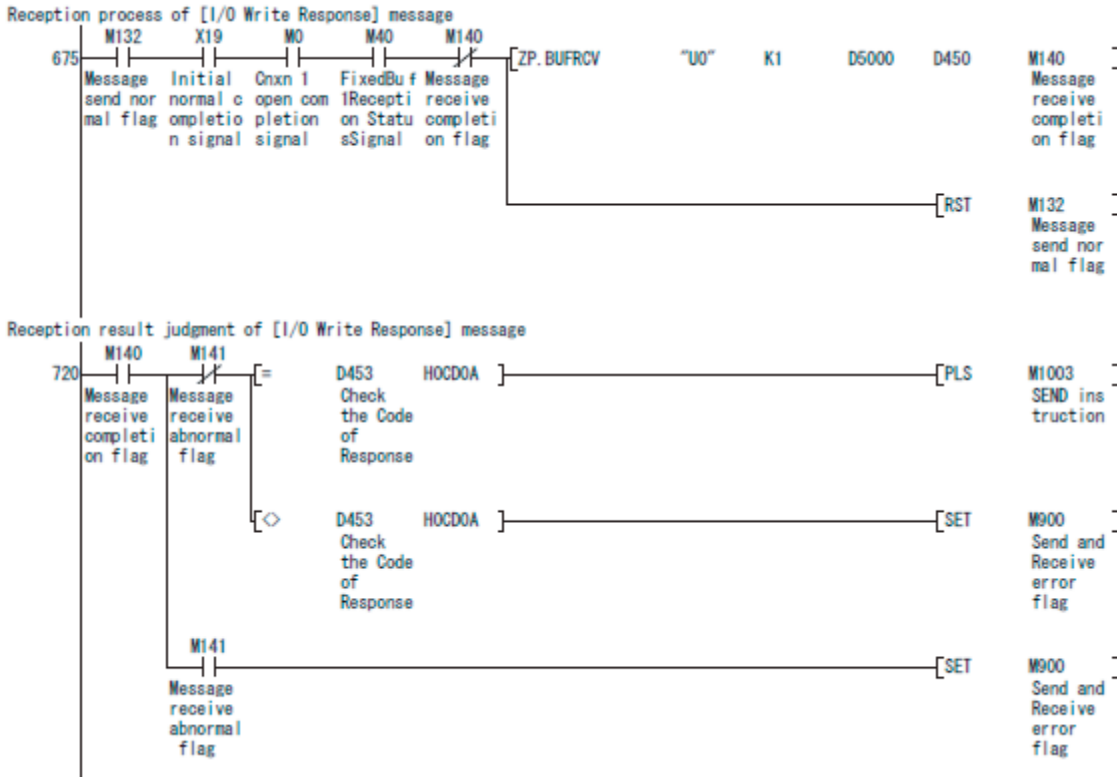 Reception process of [I/O Write Response] message
M132 X19 M0 M40 M140
675 [ZP.BUFRCV "U0" K1 D5000 D450 M140 ]
Message Initial Cnxn 1 FixedBuf Message Message
send nor normal c open com 1Recepti receive receive
mal flag ompletio pletion on Statu completi completi
n signal signal sSignal on flag on flag
[RST M132 ]
Message
send nor
mal flag
Reception result judgment of [I/O Write Response] message
M140 M141
720 [= D453 H0CD0A ] [PLS M1003 ]
Message Message Check SEND ins
receive receive the Code truction
completi abnormal of
on flag flag Response
[<> D453 H0CD0A ] [SET M900 ]
Check Send and
the Code Receive
of error
Response flag
M141
[SET M900 ]
Message Send and
receive Receive
abnormal error
flag flag